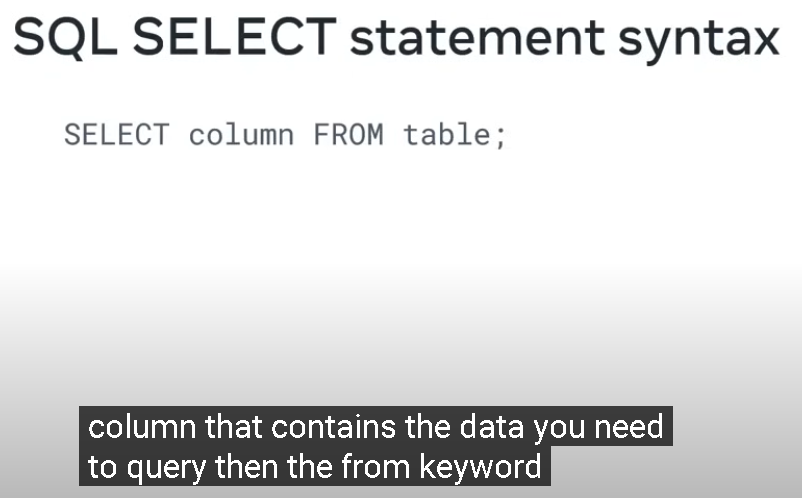 SQL SELECT statement syntax
SELECT column FROM table;
column that contains the data you need
to query then the from keyword